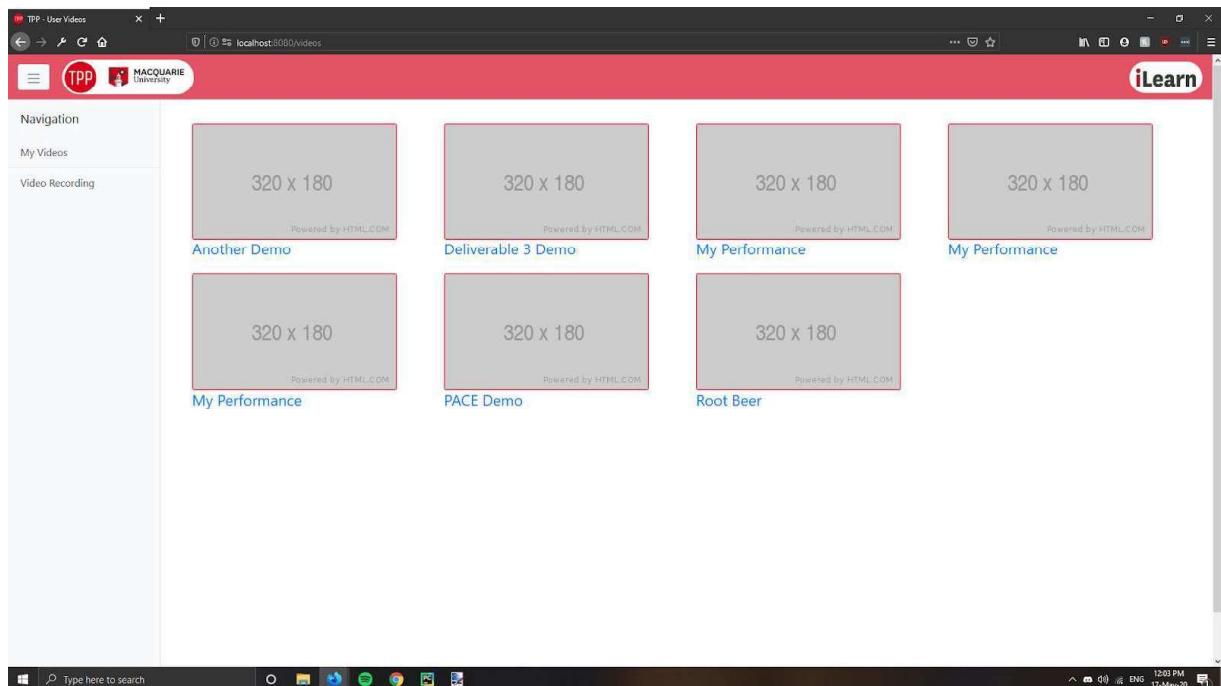 TPP - User Videos
localhost:8080/videos
TPP MACQUARIE University
iLearn
Navigation
My Videos
Video Recording
320 x 180 320 x 180 320 x 180 320 x 180
Powered by HTML.COM Powered by HTML.COM Powered by HTML.COM Powered by HTML.COM
Another Demo Deliverable 3 Demo My Performance My Performance
320 x 180 320 x 180 320 x 180
Powered by HTML.COM Powered by HTML.COM Powered by HTML.COM
My Performance PACE Demo Root Beer
Type here to search
ENG
12:03 PM
17-May-20